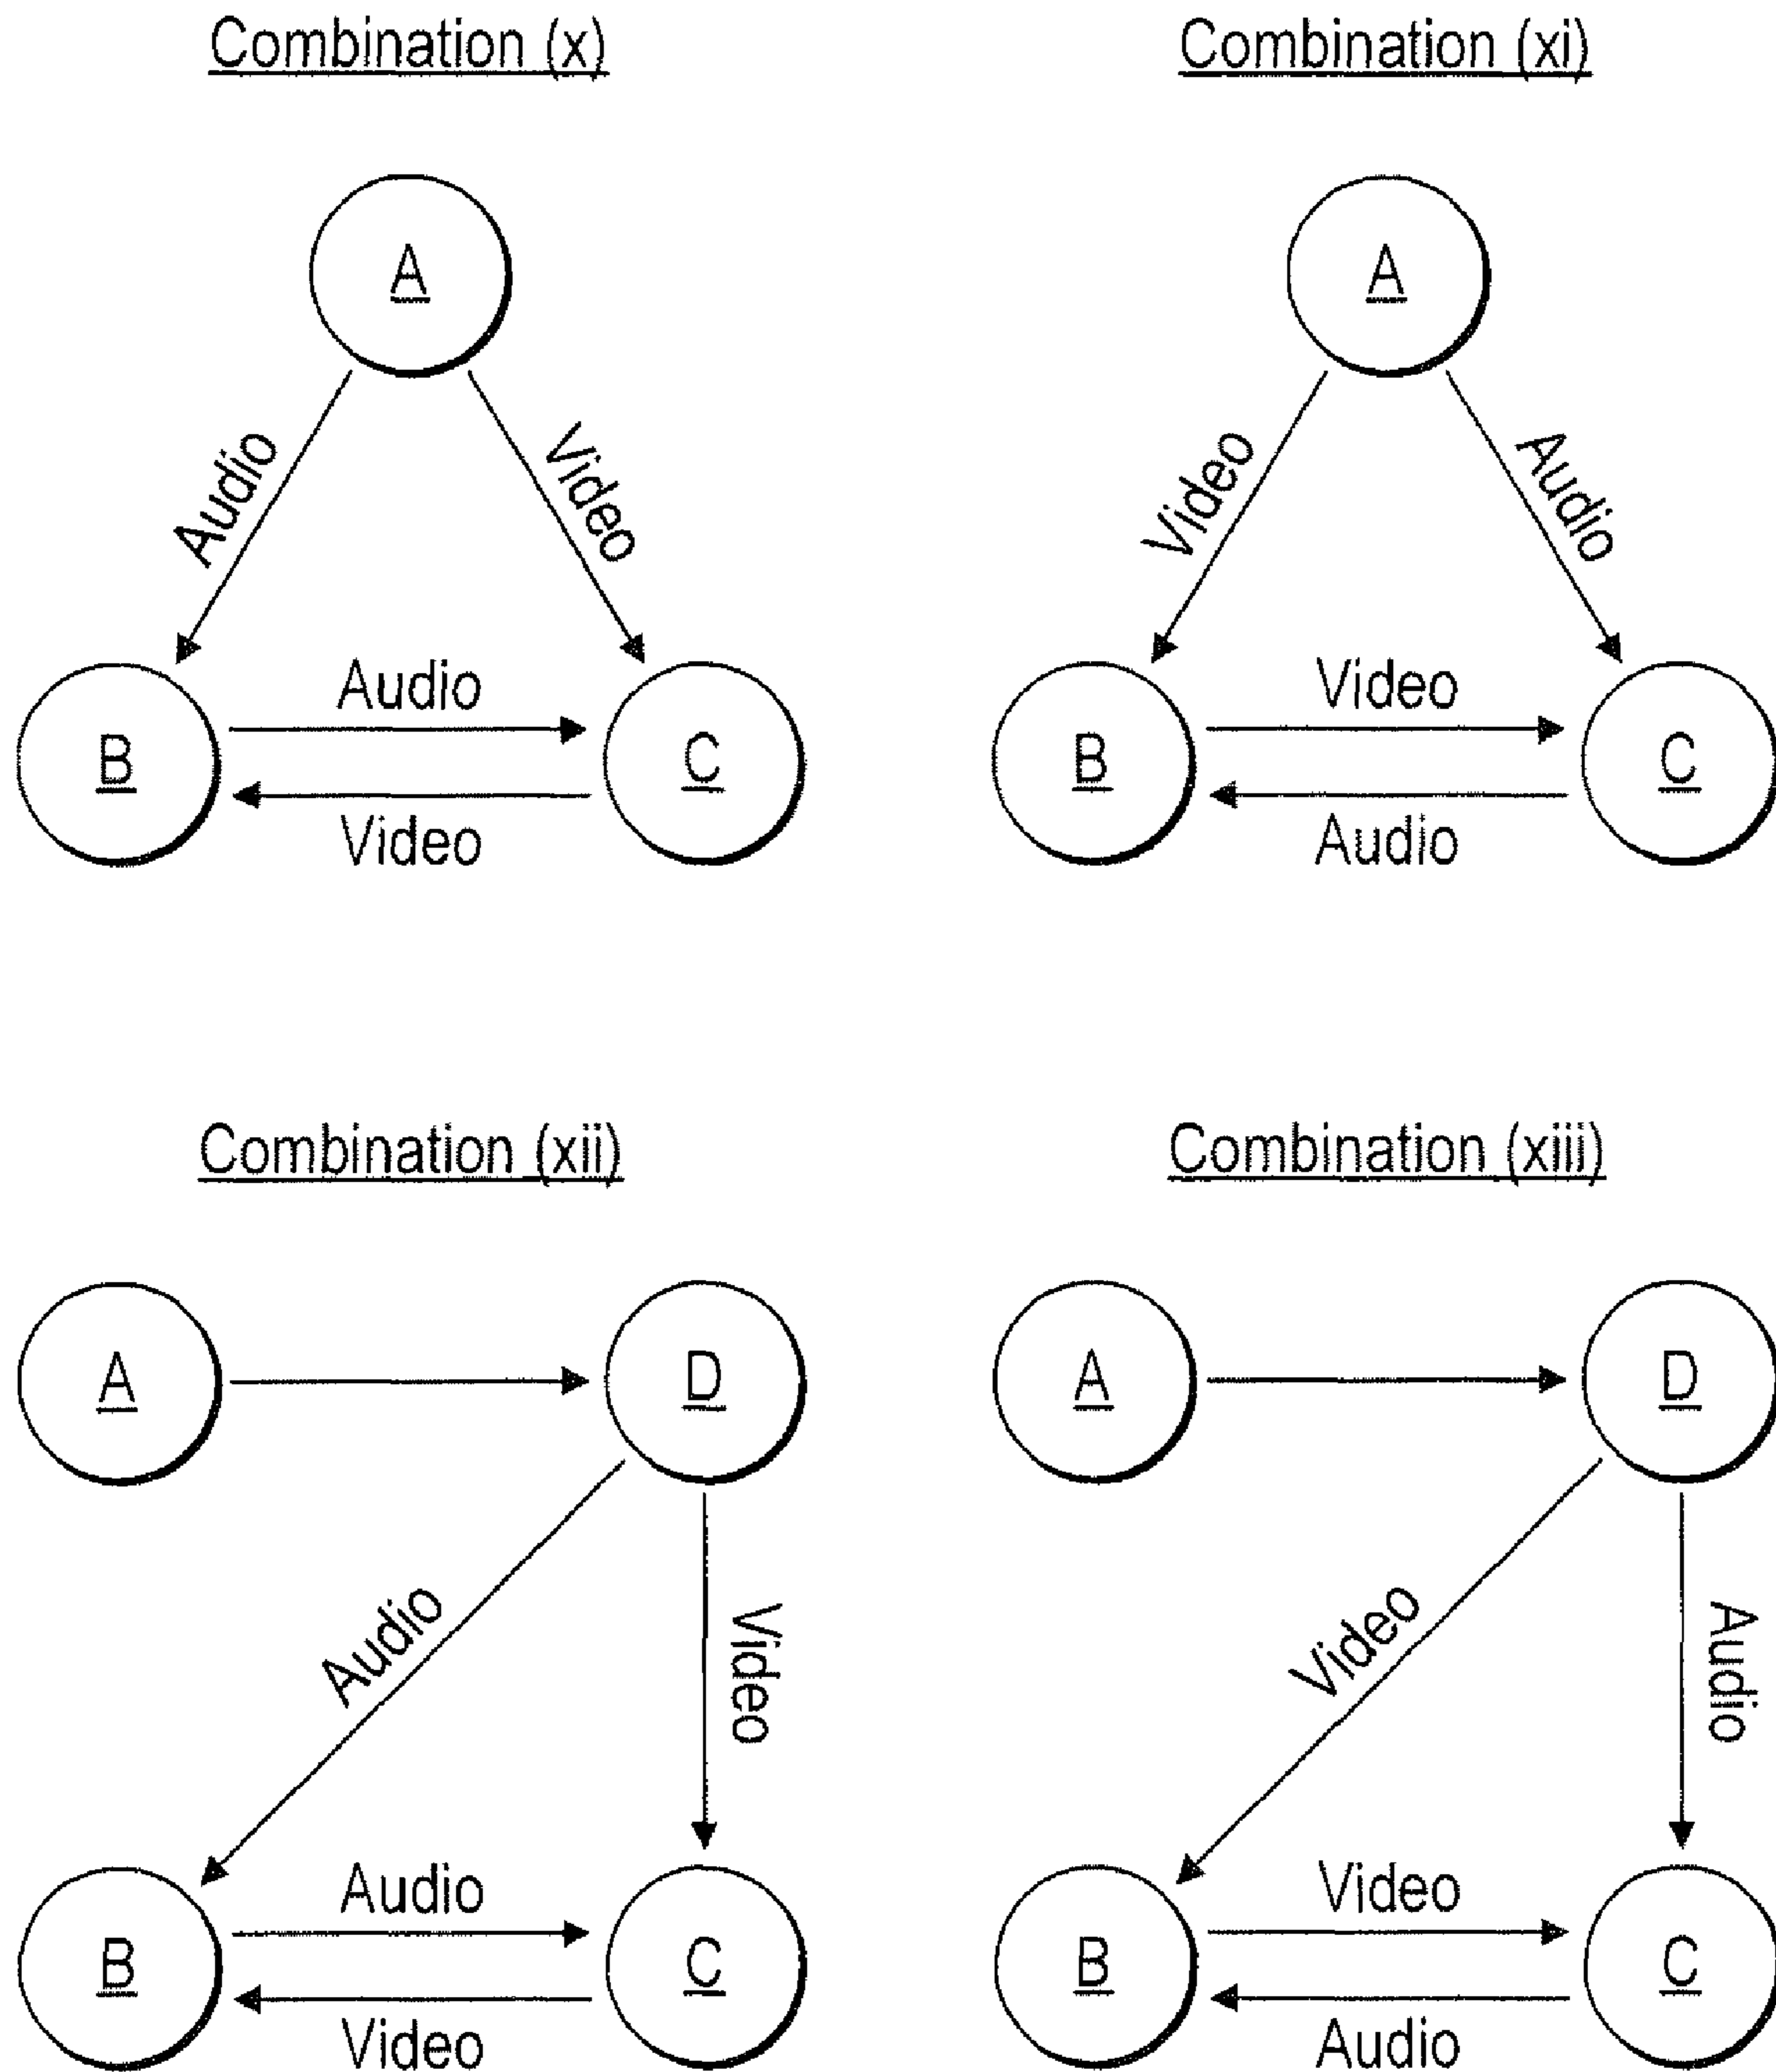 Combination (x)
A
Audio
Video
B
Audio
Video
C
Combination (xi)
A
Video
Audio
B
Video
Audio
C
Combination (xii)
A
D
Audio
Video
B
Audio
Video
C
Combination (xiii)
A
D
Video
Audio
B
Video
Audio
C